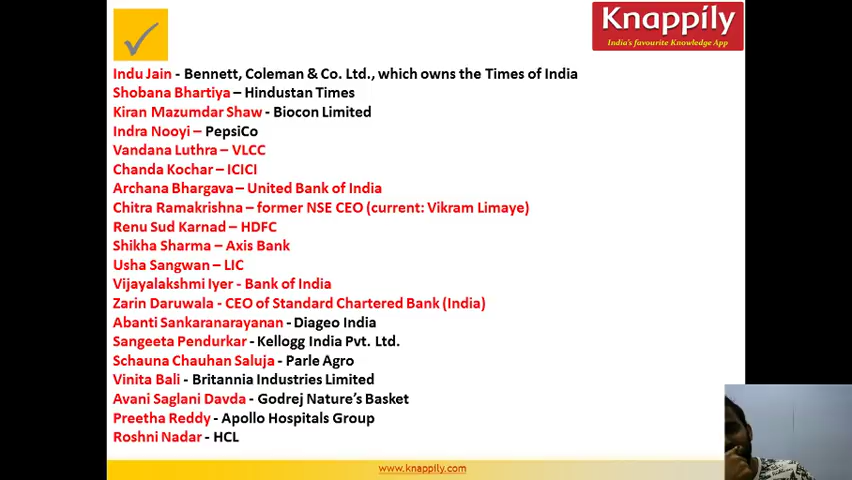 Knappily
India's favourite Knowledge App
Indu Jain - Bennett, Coleman & Co. Ltd., which owns the Times of India
Shobana Bhartiya – Hindustan Times
Kiran Mazumdar Shaw - Biocon Limited
Indra Nooyi – PepsiCo
Vandana Luthra – VLCC
Chanda Kochar – ICICI
Archana Bhargava – United Bank of India
Chitra Ramakrishna – former NSE CEO (current: Vikram Limaye)
Renu Sud Karnad – HDFC
Shikha Sharma – Axis Bank
Usha Sangwan – LIC
Vijayalakshmi Iyer - Bank of India
Zarin Daruwala - CEO of Standard Chartered Bank (India)
Abanti Sankaranarayanan - Diageo India
Sangeeta Pendurkar - Kellogg India Pvt. Ltd.
Schauna Chauhan Saluja - Parle Agro
Vinita Bali - Britannia Industries Limited
Avani Saglani Davda - Godrej Nature's Basket
Preetha Reddy - Apollo Hospitals Group
Roshni Nadar - HCL
www.knappily.com